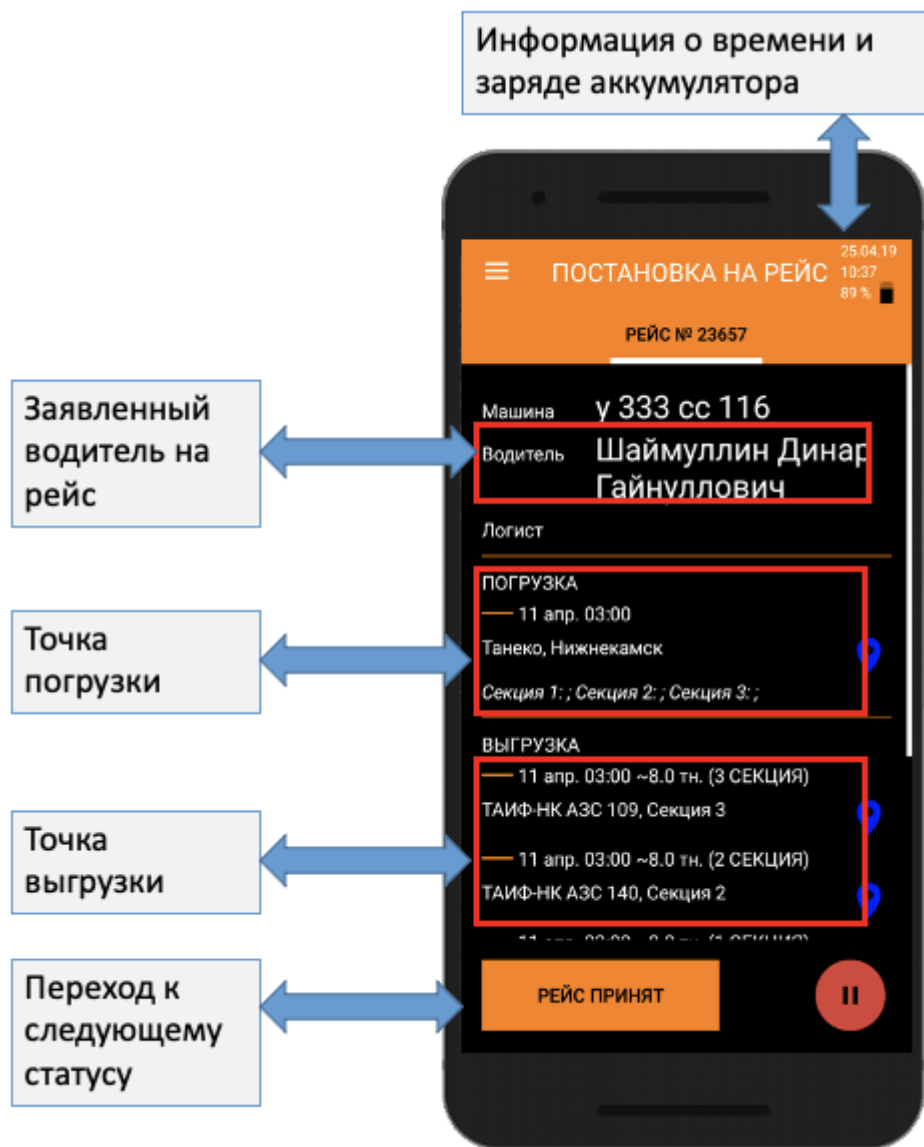 Информация о времени и
заряде аккумулятора
25.04.19
ПОСТАНОВКА НА РЕЙС
10:37
89 %
РЕЙС № 23657
Заявленный
водитель на
рейс
Машина у 333 сс 116
Водитель Шаймуллин Динар
Гайнуллович
Логист
Точка
погрузки
ПОГРУЗКА
11 апр. 03:00
Танеко, Нижнекамск
Секция 1: ; Секция 2: ; Секция 3: ;
Точка
выгрузки
ВЫГРУЗКА
11 апр. 03:00 ~8.0 тн. (3 СЕКЦИЯ)
ТАИФ-НК АЗС 109, Секция 3
11 апр. 03:00 ~8.0 тн. (2 СЕКЦИЯ)
ТАИФ-НК АЗС 140, Секция 2
Переход к
следующему
статусу
РЕЙС ПРИНЯТ